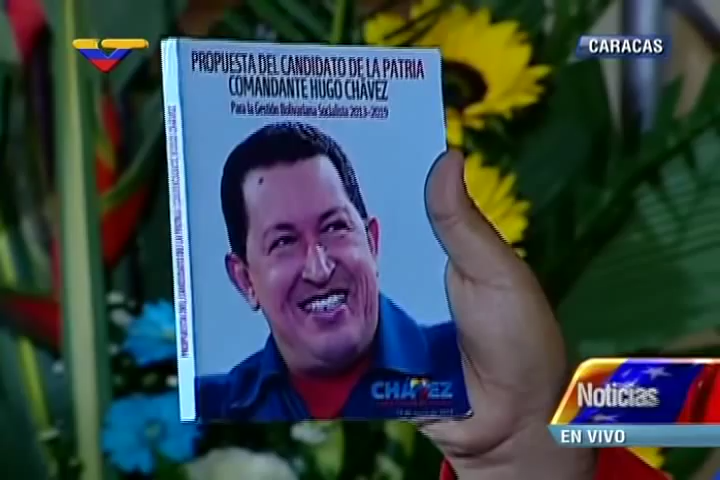 PROPUESTA DEL CANDIDATO DE LA PATRIA
COMANDANTE HUGO CHÁVEZ
Para la Gestión Bolivariana Socialista 2013-2019
CHÁVEZ
CARACAS
Noticias
EN VIVO